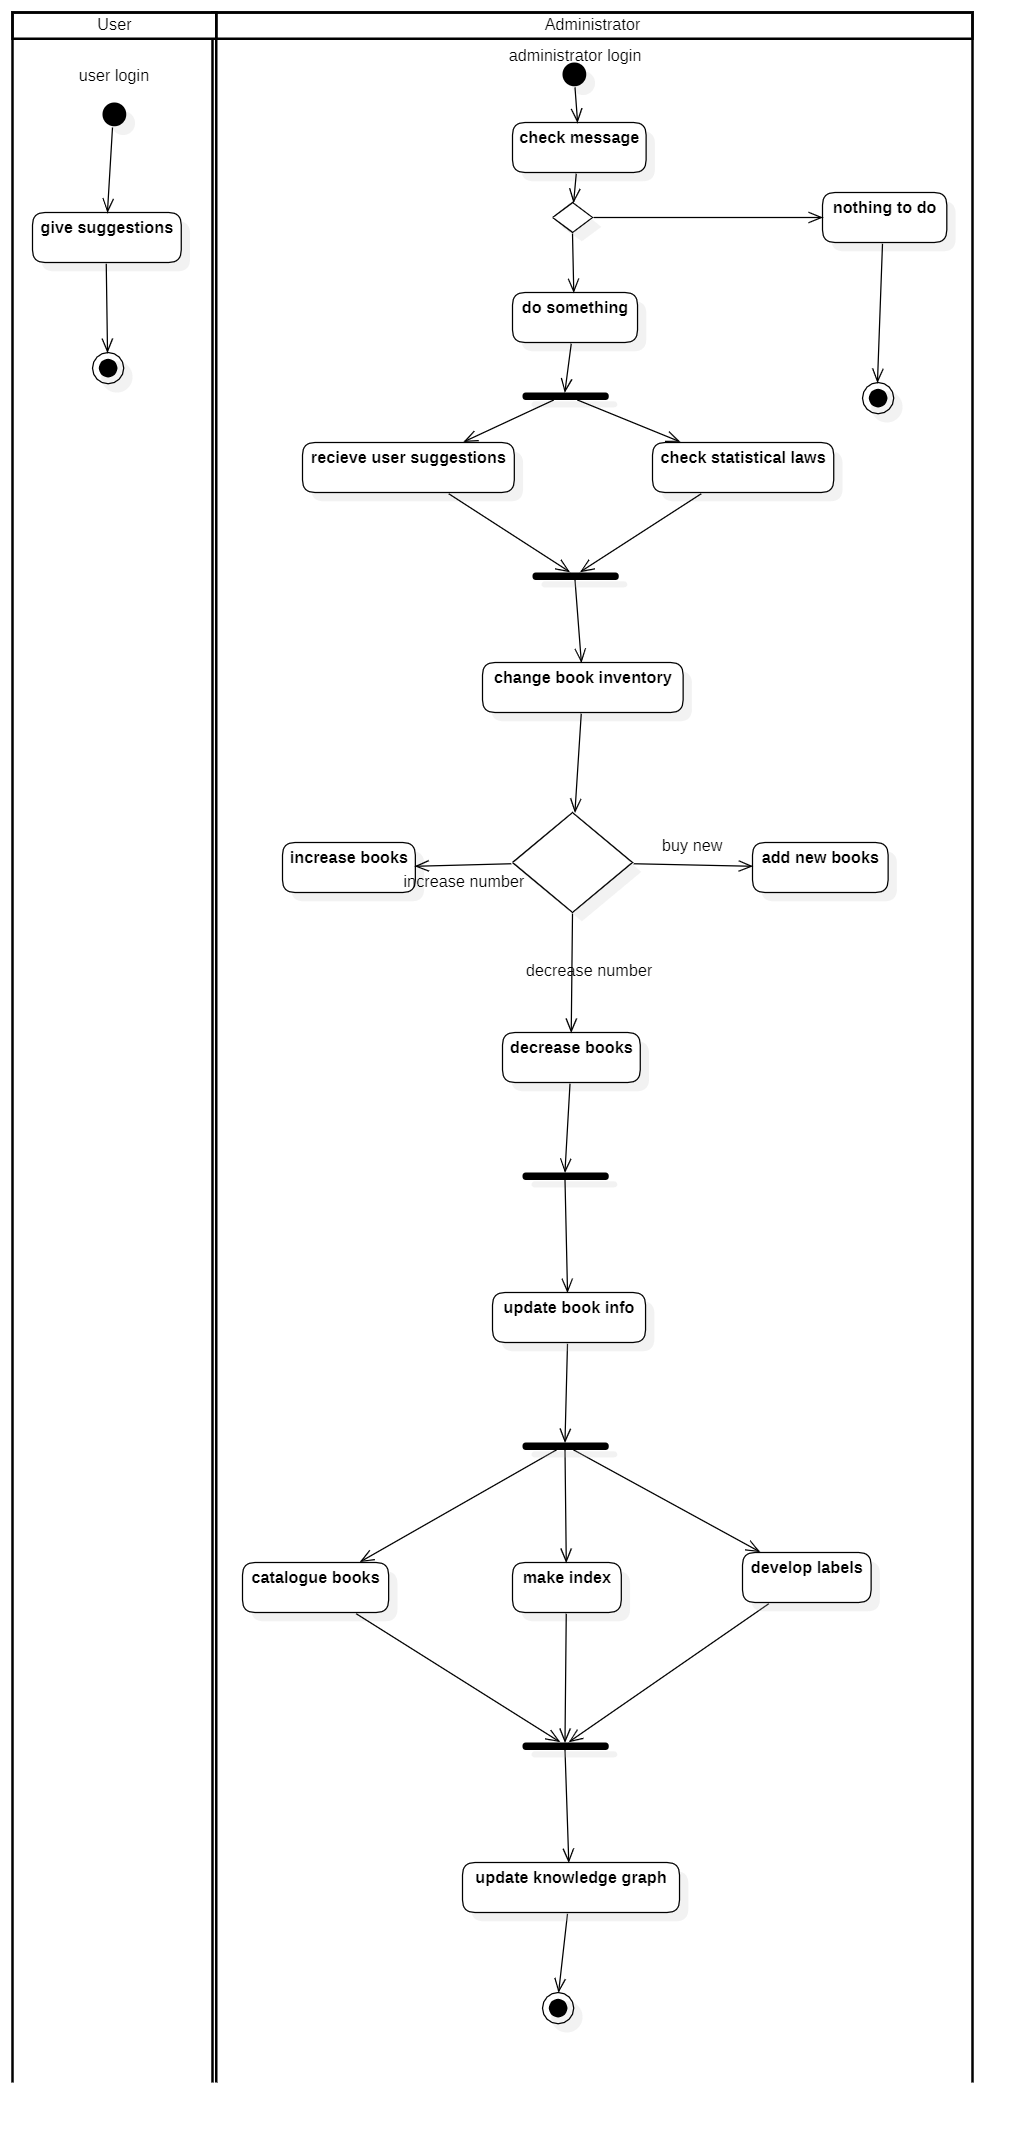 User
Administrator
user login
administrator login
check message
give suggestions
nothing to do
do something
recieve user suggestions
check statistical laws
change book inventory
increase books
increase number
buy new
add new books
decrease number
decrease books
update book info
catalogue books
make index
develop labels
update knowledge graph